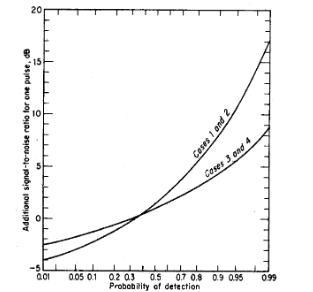 Additional signal-to-noise ratio for one pulse, dB
20
15
10
5
0
-5
Cases 1 and 2
Cases 3 and 4
0.01 0.05 0.1 0.2 0.3 0.5 0.7 0.8 0.9 0.95 0.99
Probability of detection